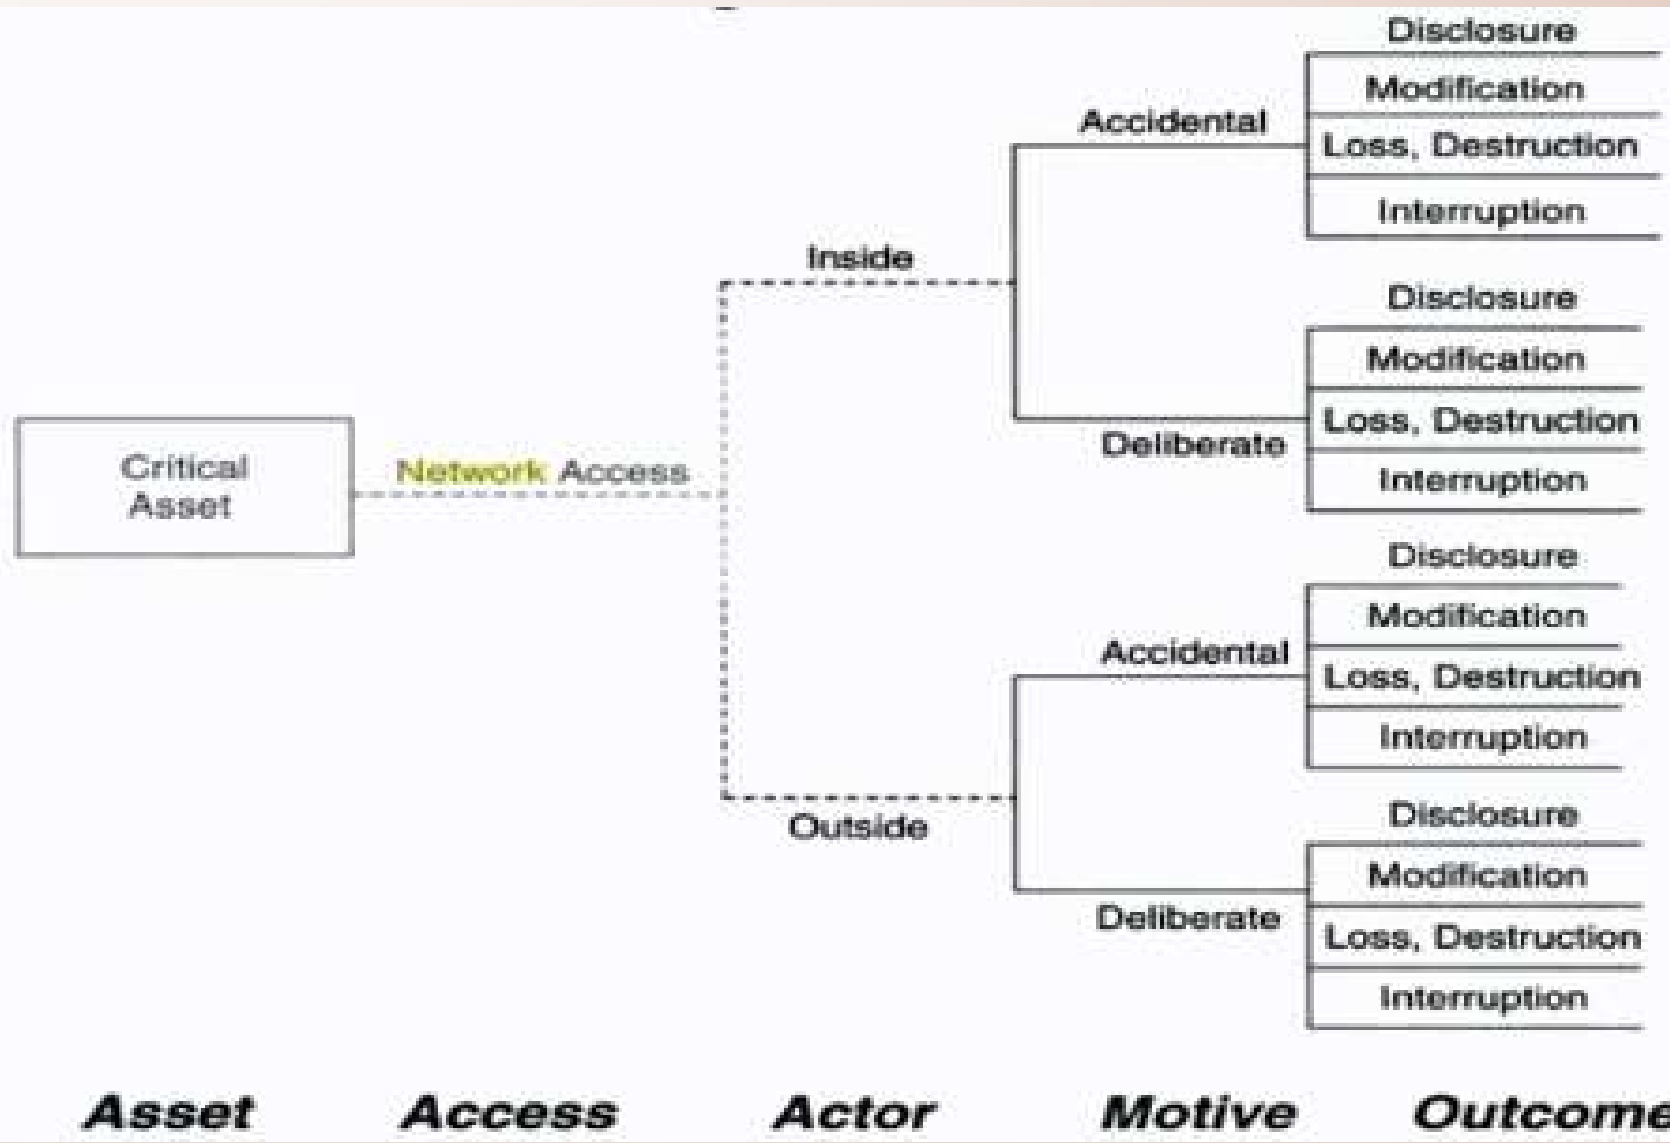 Disclosure
Modification
Accidental
Loss, Destruction
Interruption
Inside
Disclosure
Modification
Loss, Destruction
Deliberate
Interruption
Critical
Asset
Network Access
Disclosure
Modification
Accidental
Loss, Destruction
Interruption
Outside
Disclosure
Modification
Deliberate
Loss, Destruction
Interruption
Asset Access Actor Motive Outcome